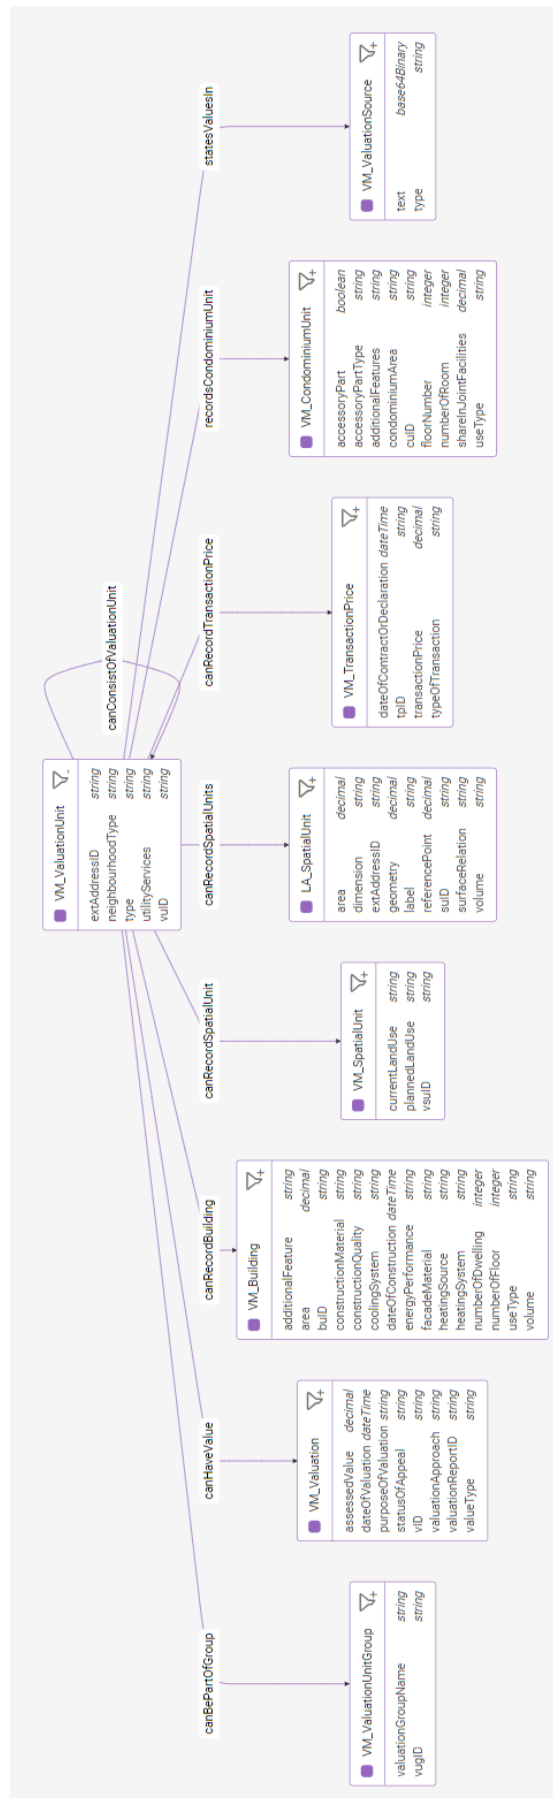 VM_ValuationUnit
extAddressID string
neighbourhoodType string
type string
utilityServices string
vuID string
canConsistOfValuationUnit
canBePartOfGroup
canHaveValue
canRecordBuilding
canRecordSpatialUnit
canRecordSpatialUnits
canRecordTransactionPrice
recordsCondominiumUnit
statesValuesIn
VM_ValuationUnitGroup
valuationGroupName string
vugID string
VM_Valuation
assessedValue decimal
dateOfValuation dateTime
purposeOfValuation string
statusOfAppeal string
vID string
valuationApproach string
valuationReportID string
valueType string
VM_Building
additionalFeature string
area decimal
buID string
constructionMaterial string
constructionQuality string
coolingSystem string
dateOfConstruction dateTime
energyPerformance string
facadeMaterial string
heatingSource string
heatingSystem string
numberOfDwelling integer
numberOfFloor integer
useType string
volume string
VM_SpatialUnit
currentLandUse string
plannedLandUse string
vsuID string
LA_SpatialUnit
area decimal
dimension string
extAddressID string
geometry decimal
label string
referencePoint decimal
suID string
surfaceRelation string
volume string
VM_TransactionPrice
dateOfContractOrDeclaration dateTime
tpID string
transactionPrice decimal
typeOfTransaction string
VM_CondominiumUnit
accessoryPart boolean
accessoryPartType string
additionalFeatures string
condominiumArea string
cuID string
floorNumber integer
numberOfRoom integer
shareInJointFacilities decimal
useType string
VM_ValuationSource
text base64Binary
type string